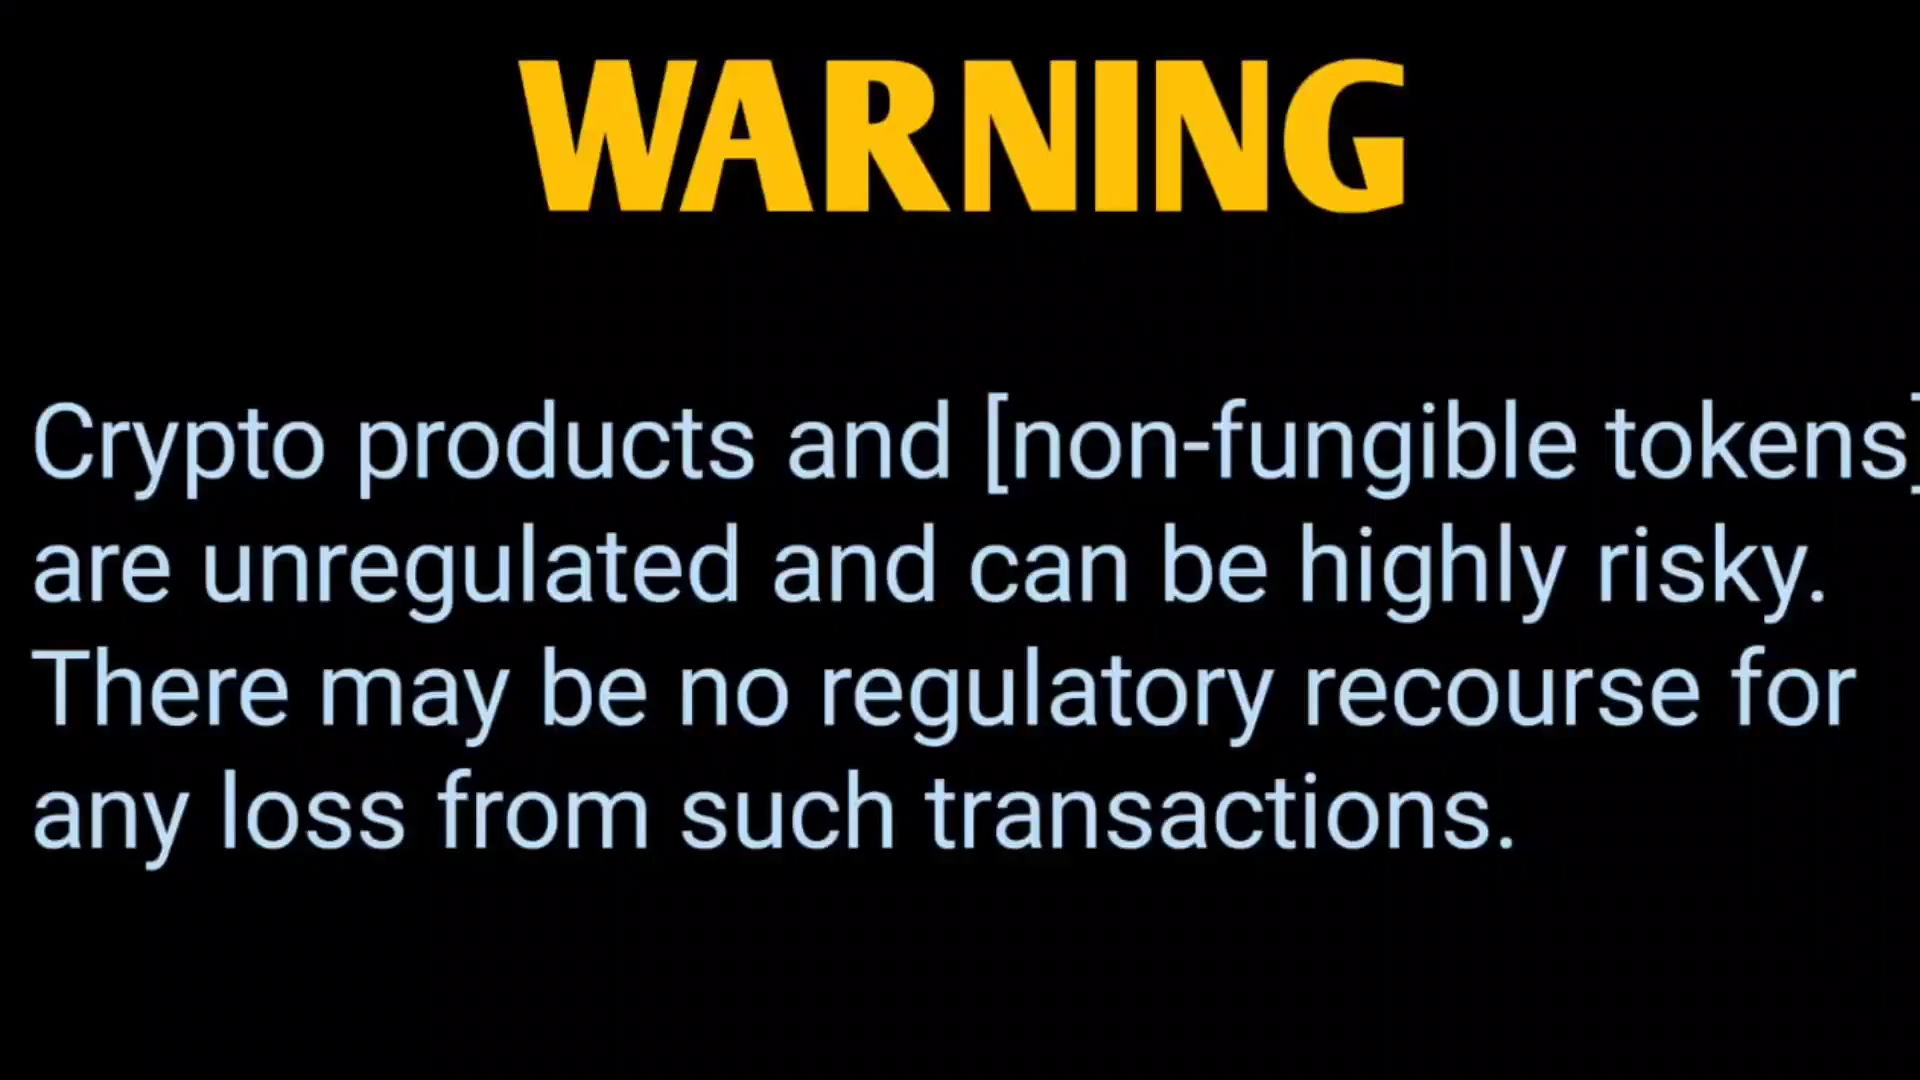 WARNING
Crypto products and [non-fungible tokens]
are unregulated and can be highly risky.
There may be no regulatory recourse for
any loss from such transactions.